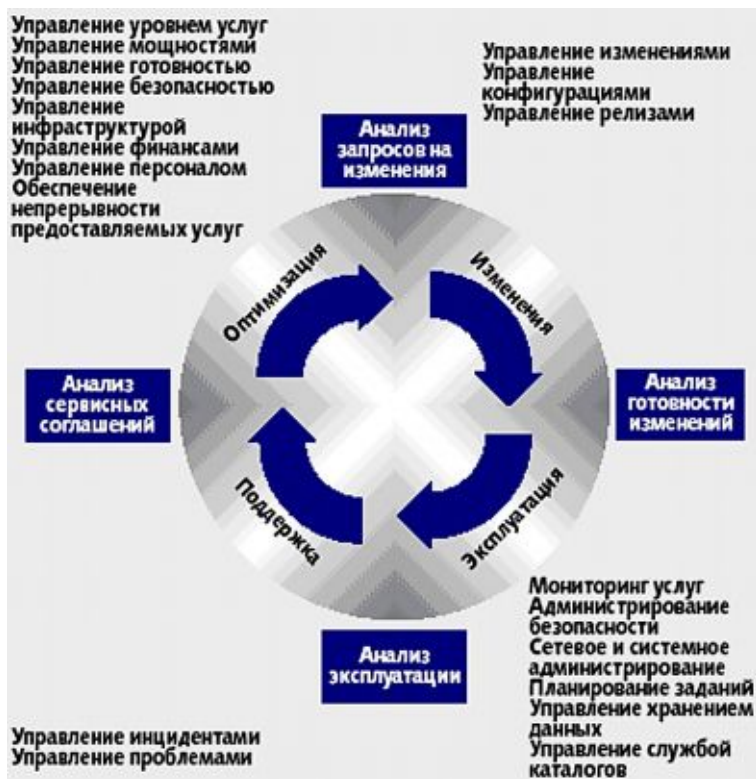 Управление уровнем услуг
Управление мощностями
Управление готовностью
Управление безопасностью
Управление
инфраструктурой
Управление финансами
Управление персоналом
Обеспечение
непрерывности
предоставляемых услуг
Управление изменениями
Управление
конфигурациями
Управление релизами
Анализ
запросов на
изменения
Оптимизация
Изменения
Анализ
сервисных
соглашений
Анализ
готовности
изменений
Поддержка
Эксплуатация
Анализ
эксплуатации
Мониторинг услуг
Администрирование
безопасности
Сетевое и системное
администрирование
Планирование заданий
Управление хранением
данных
Управление службой
каталогов
Управление инцидентами
Управление проблемами